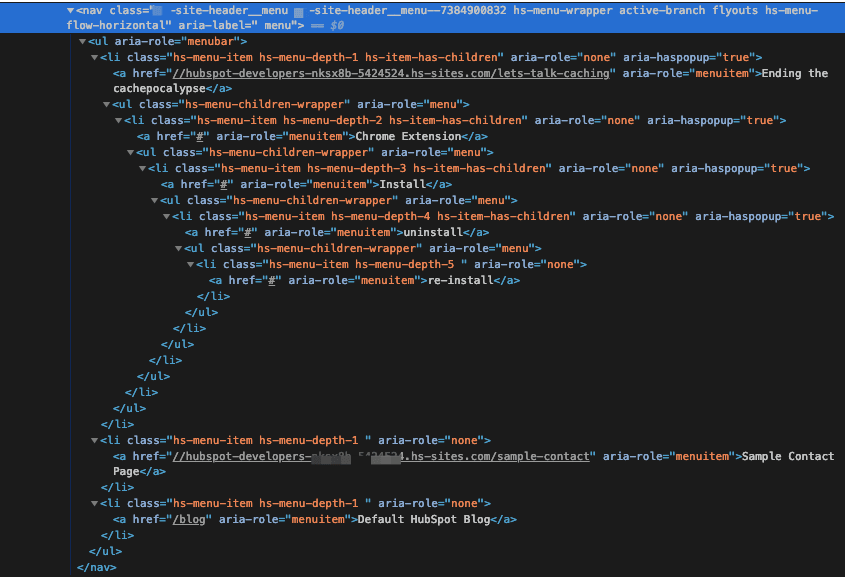 ▼<nav class=" -site-header__menu -site-header__menu--7384900832 hs-menu-wrapper active-branch flyouts hs-menu-
flow-horizontal" aria-label=" menu"> == $0
▼<ul aria-role="menubar">
▼<li class="hs-menu-item hs-menu-depth-1 hs-item-has-children" aria-role="none" aria-haspopup="true">
<a href="//hubspot-developers-nksx8b-5424524.hs-sites.com/lets-talk-caching" aria-role="menuitem">Ending the
cachepocalypse</a>
▼<ul class="hs-menu-children-wrapper" aria-role="menu">
▼<li class="hs-menu-item hs-menu-depth-2 hs-item-has-children" aria-role="none" aria-haspopup="true">
<a href="#" aria-role="menuitem">Chrome Extension</a>
▼<ul class="hs-menu-children-wrapper" aria-role="menu">
▼<li class="hs-menu-item hs-menu-depth-3 hs-item-has-children" aria-role="none" aria-haspopup="true">
<a href="#" aria-role="menuitem">Install</a>
▼<ul class="hs-menu-children-wrapper" aria-role="menu">
▼<li class="hs-menu-item hs-menu-depth-4 hs-item-has-children" aria-role="none" aria-haspopup="true">
<a href="#" aria-role="menuitem">uninstall</a>
▼<ul class="hs-menu-children-wrapper" aria-role="menu">
▼<li class="hs-menu-item hs-menu-depth-5 " aria-role="none">
<a href="#" aria-role="menuitem">re-install</a>
</li>
</ul>
</li>
</ul>
</li>
</ul>
</li>
</ul>
</li>
▼<li class="hs-menu-item hs-menu-depth-1 " aria-role="none">
<a href="//hubspot-developers- .hs-sites.com/sample-contact" aria-role="menuitem">Sample Contact
Page</a>
</li>
▼<li class="hs-menu-item hs-menu-depth-1 " aria-role="none">
<a href="/blog" aria-role="menuitem">Default HubSpot Blog</a>
</li>
</ul>
</nav>